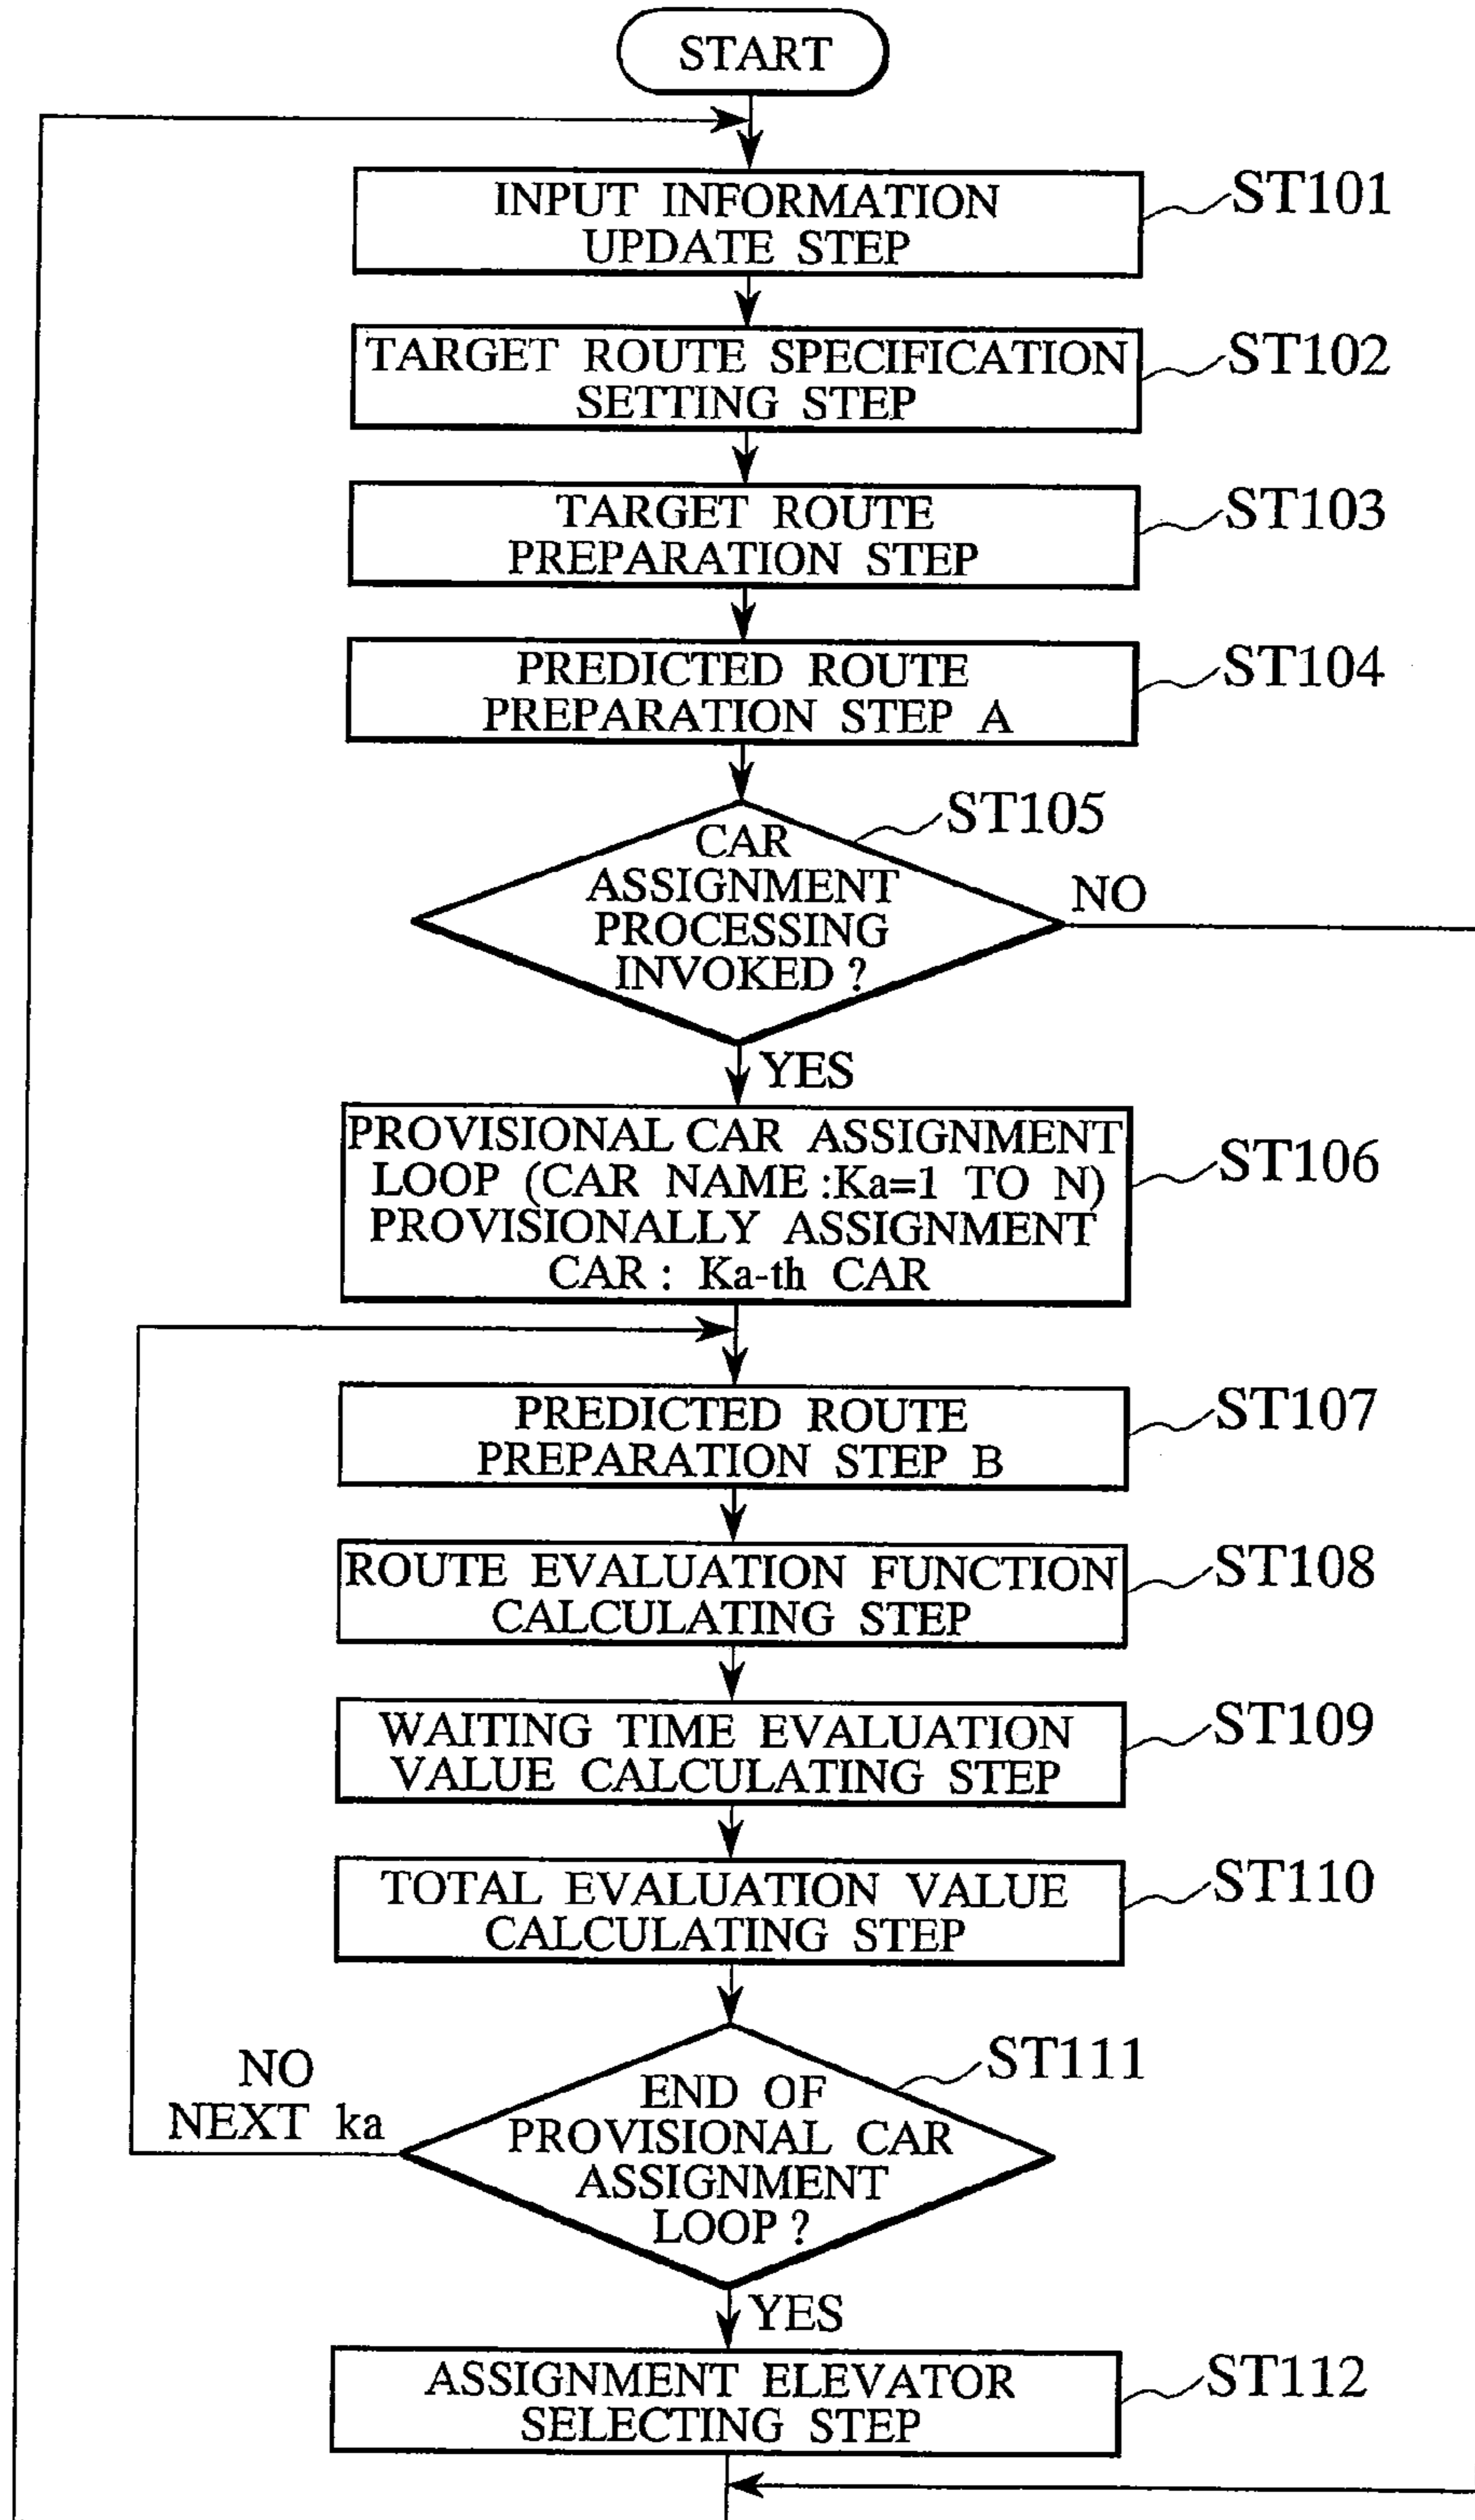 START
INPUT INFORMATION
UPDATE STEP
ST101
TARGET ROUTE SPECIFICATION
SETTING STEP
ST102
TARGET ROUTE
PREPARATION STEP
ST103
PREDICTED ROUTE
PREPARATION STEP A
ST104
CAR
ASSIGNMENT
PROCESSING
INVOKED ?
ST105
NO
YES
PROVISIONAL CAR ASSIGNMENT
LOOP (CAR NAME :Ka=1 TO N)
PROVISIONALLY ASSIGNMENT
CAR : Ka-th CAR
ST106
PREDICTED ROUTE
PREPARATION STEP B
ST107
ROUTE EVALUATION FUNCTION
CALCULATING STEP
ST108
WAITING TIME EVALUATION
VALUE CALCULATING STEP
ST109
TOTAL EVALUATION VALUE
CALCULATING STEP
ST110
END OF
PROVISIONAL CAR
ASSIGNMENT
LOOP ?
ST111
NO
NEXT ka
YES
ASSIGNMENT ELEVATOR
SELECTING STEP
ST112